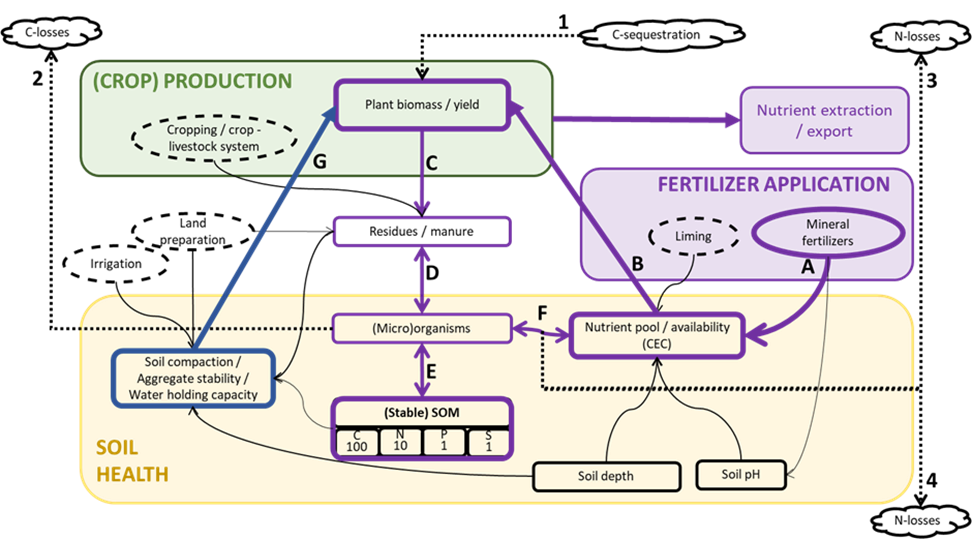 C-losses
1
C-sequestration
N-losses
2
3
(CROP) PRODUCTION
Plant biomass / yield
Nutrient extraction
/ export
Cropping / crop -
livestock system
G
C
FERTILIZER APPLICATION
Land
preparation
Residues / manure
Liming
Mineral
fertilizers
Irrigation
D
B
A
F
(Micro)organisms
Nutrient pool / availability
(CEC)
Soil compaction /
Aggregate stability /
Water holding capacity
E
(Stable) SOM
C
100
N
10
P
1
S
1
SOIL
HEALTH
Soil depth
Soil pH
4
N-losses